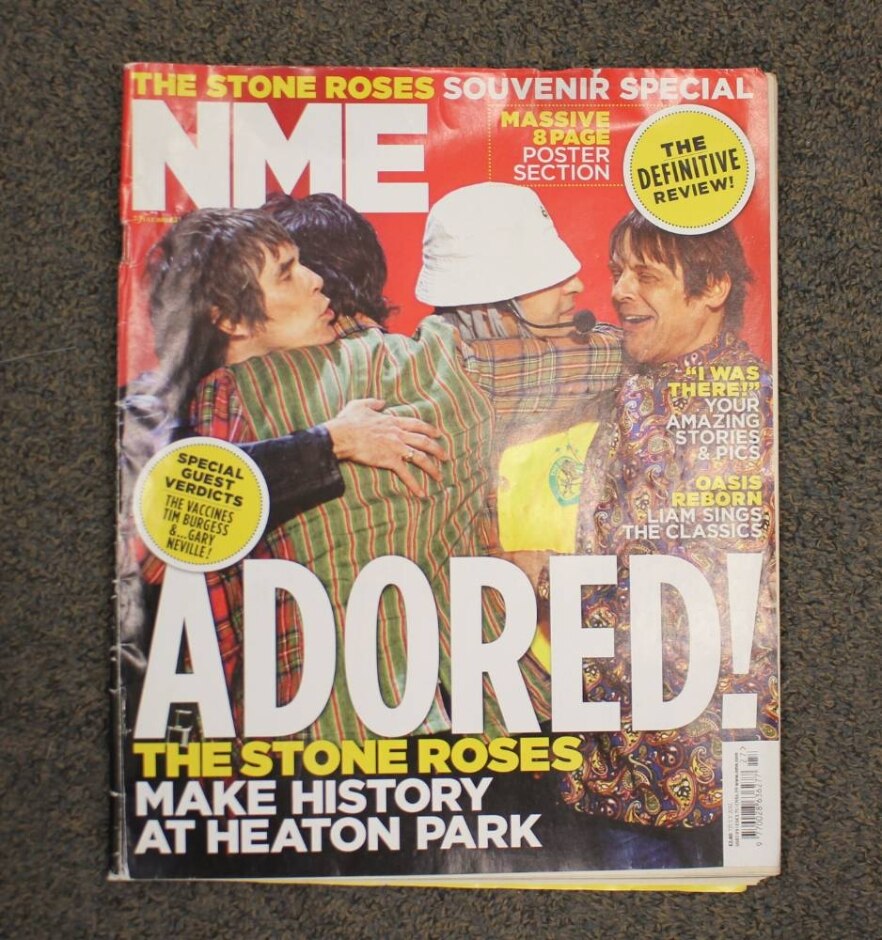 THE STONE ROSES SOUVENIR SPECIAL
NME
MASSIVE
8 PAGE
POSTER
SECTION
THE
DEFINITIVE
REVIEW!
"I WAS
THERE!"
YOUR
AMAZING
STORIES
& PICS
OASIS
REBORN
LIAM SINGS
THE CLASSICS
SPECIAL
GUEST
VERDICTS
THE VACCINES
TIM BURGESS
&...GARY
NEVILLE!
ADORED!
THE STONE ROSES
MAKE HISTORY
AT HEATON PARK